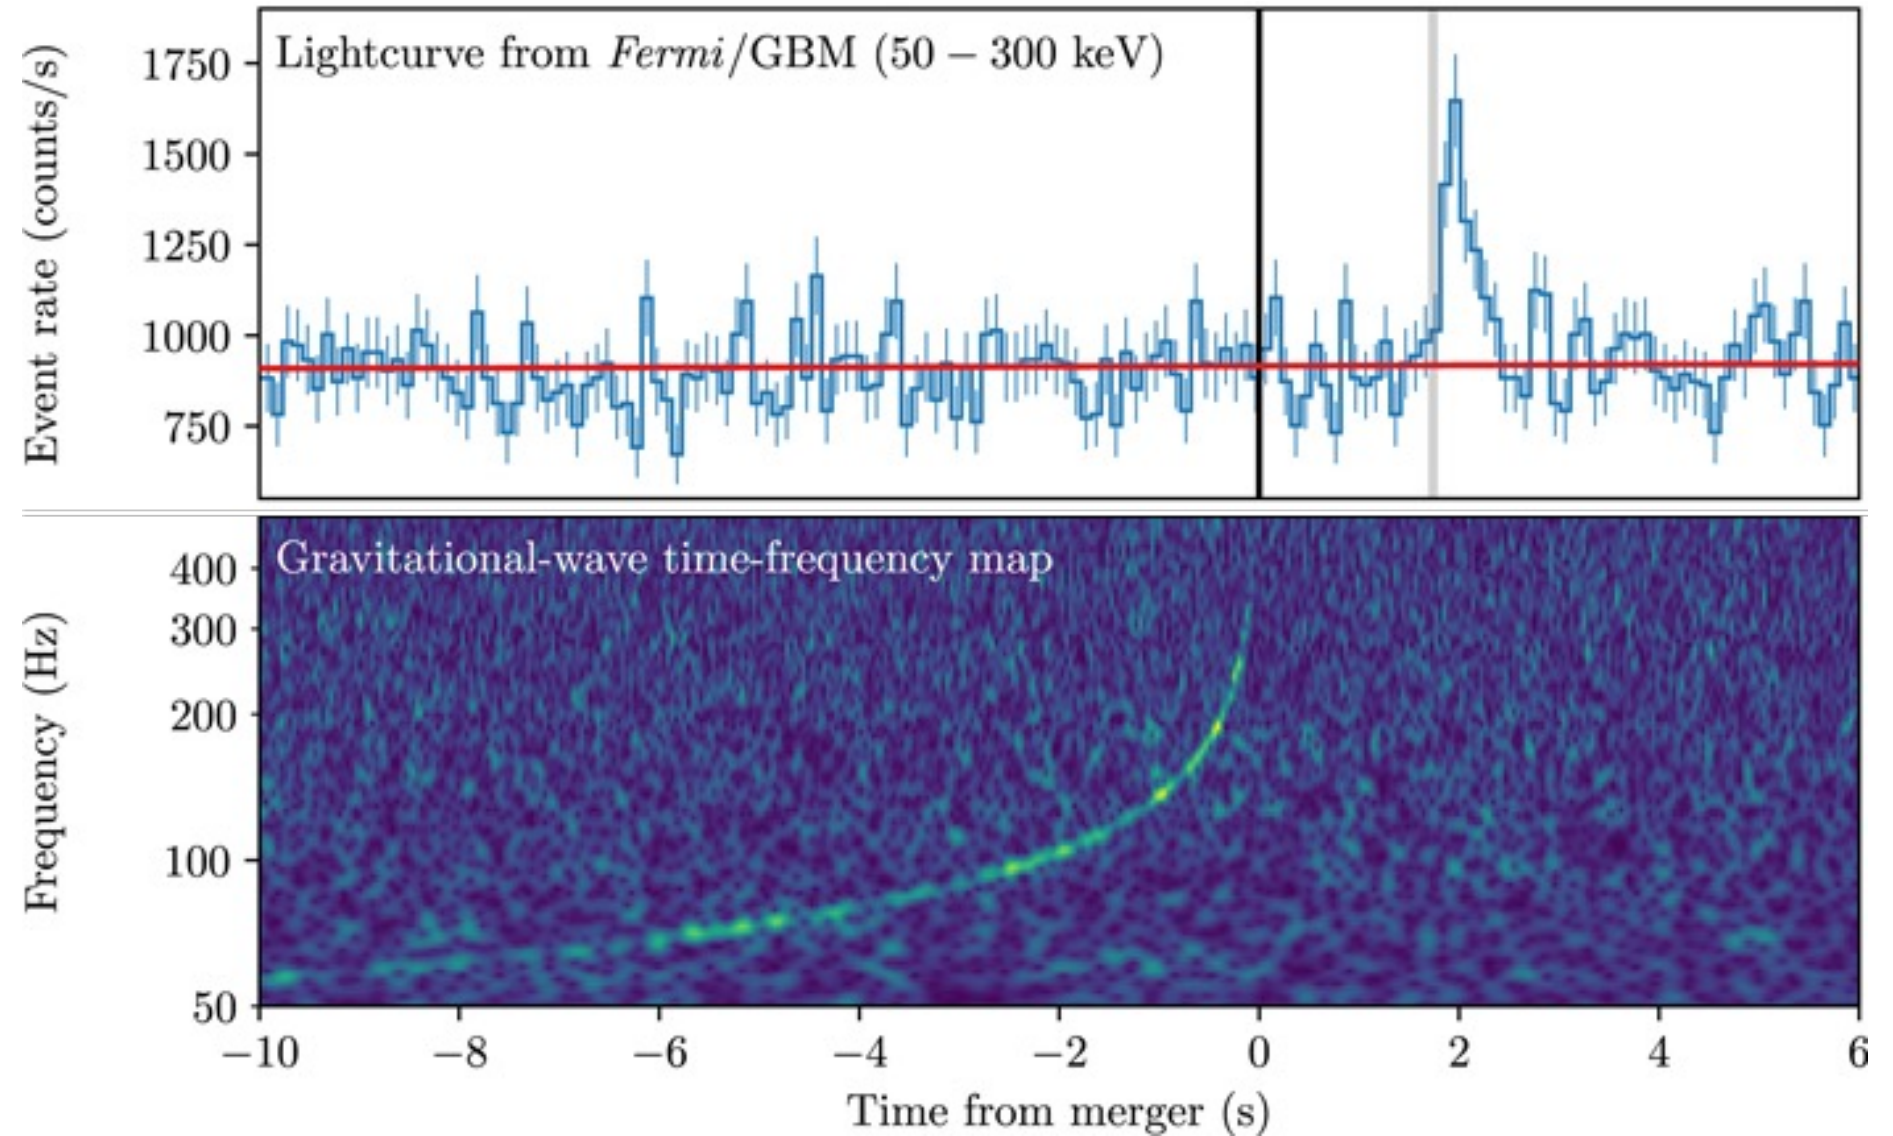 Lightcurve from Fermi/GBM (50 – 300 keV)
Event rate (counts/s)
1750
1500
1250
1000
750
Gravitational-wave time-frequency map
Frequency (Hz)
400
300
200
100
50
−10 −8 −6 −4 −2 0 2 4 6
Time from merger (s)